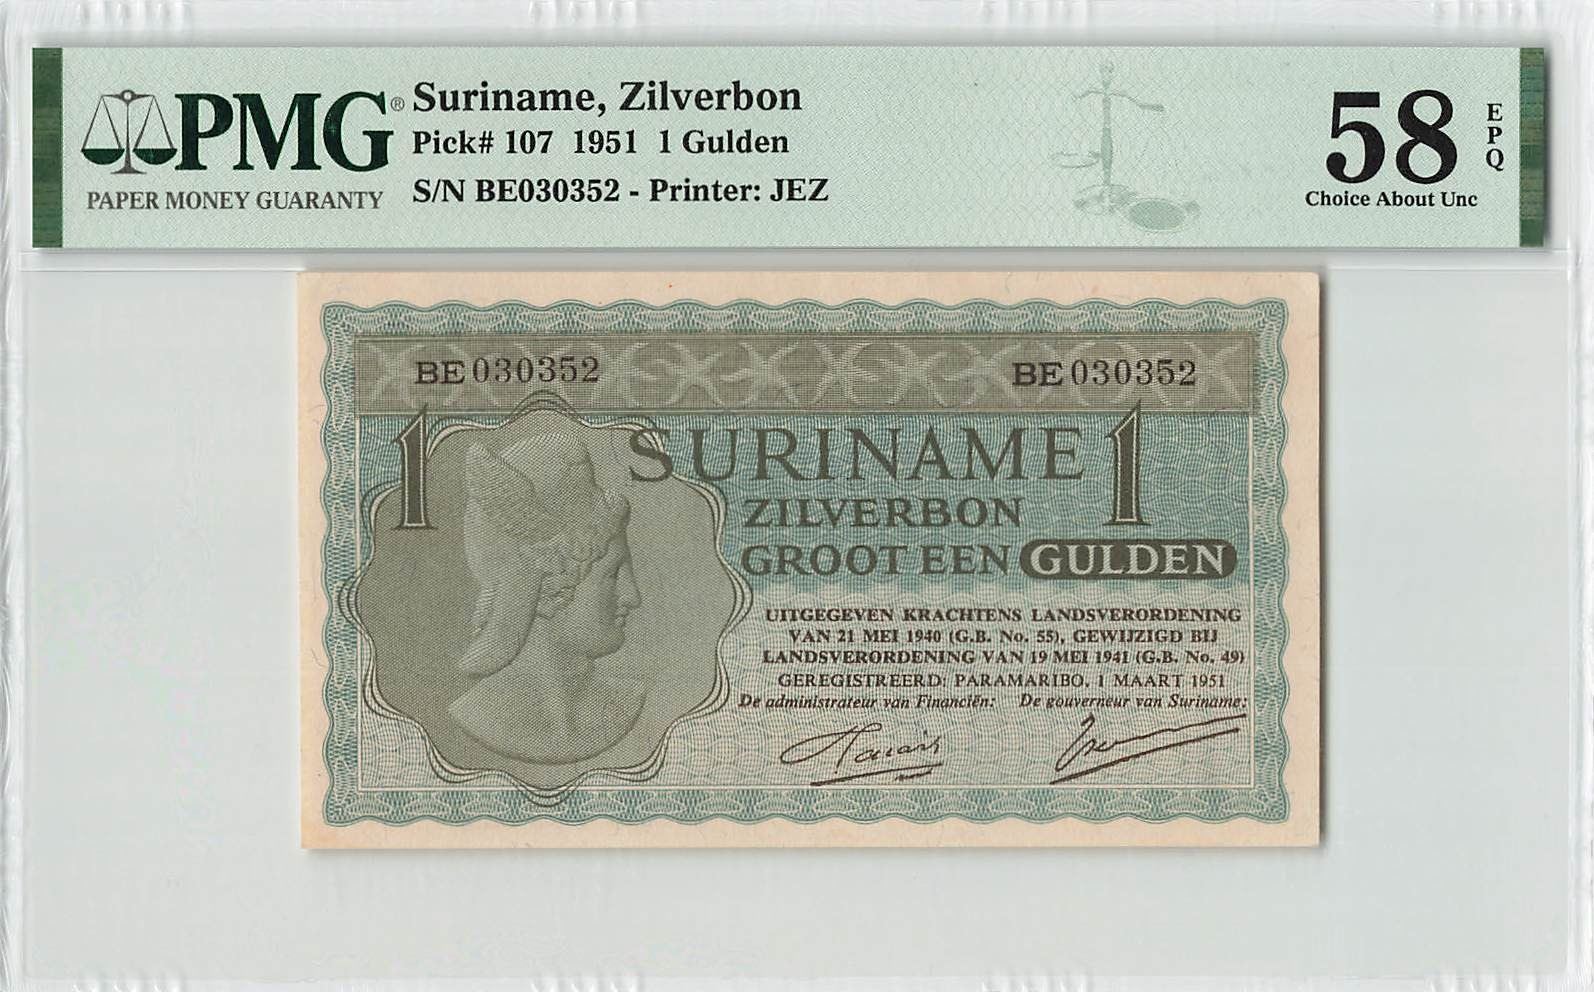 PMG®
PAPER MONEY GUARANTY
Suriname, Zilverbon
Pick# 107 1951 1 Gulden
S/N BE030352 - Printer: JEZ
58 EPQ
Choice About Unc
BE 030352 BE 030352
1 SURINAME 1
ZILVERBON
GROOT EEN GULDEN
UITGEGEVEN KRACHTENS LANDSVERORDENING
VAN 21 MEI 1940 (G.B. No. 55), GEWIJZIGD BIJ
LANDSVERORDENING VAN 19 MEI 1941 (G.B. No. 49)
GEREGISTREERD: PARAMARIBO, 1 MAART 1951
De administrateur van Financiën: De gouverneur van Suriname: